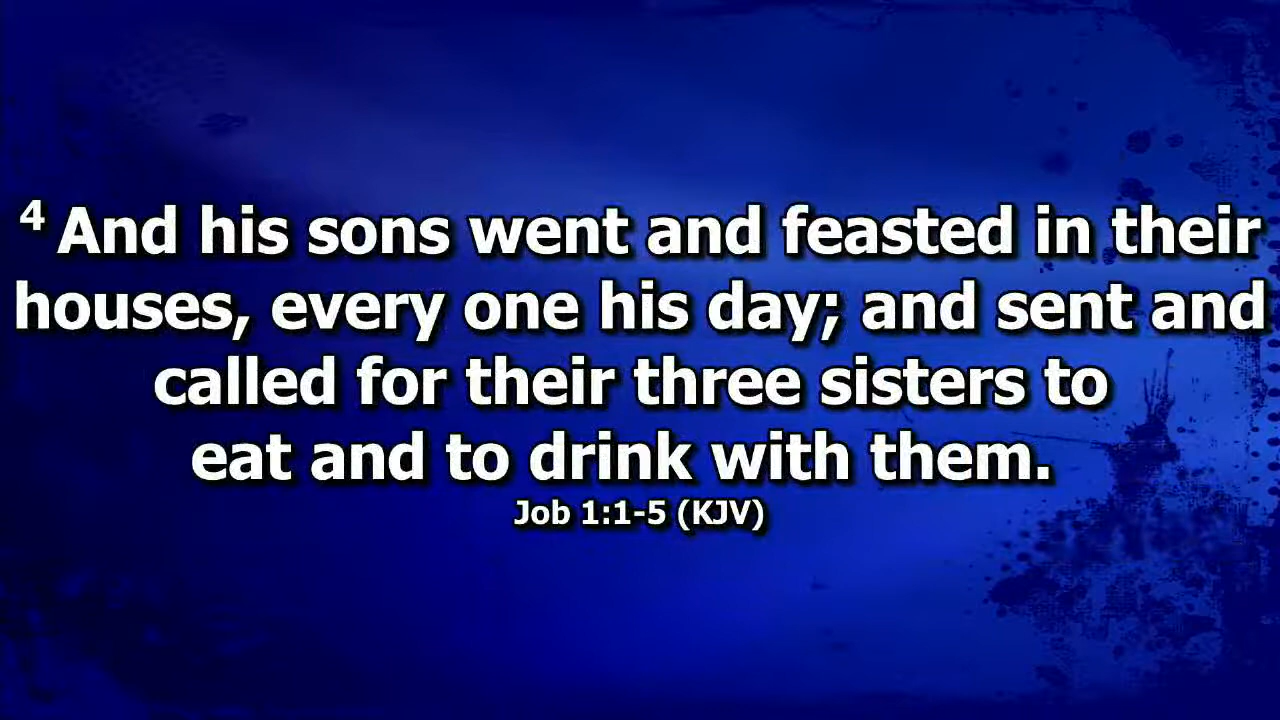 4 And his sons went and feasted in their
houses, every one his day; and sent and
called for their three sisters to
eat and to drink with them.
Job 1:1-5 (KJV)